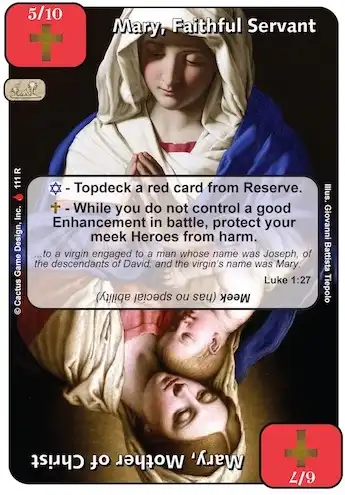 5/10
Mary, Faithful Servant
- Topdeck a red card from Reserve.
- While you do not control a good
Enhancement in battle, protect your
meek Heroes from harm.
...to a virgin engaged to a man whose name was Joseph, of
the descendants of David, and the virgin's name was Mary.
Luke 1:27
Meek (has no special ability)
© Cactus Game Design, Inc. 111 R
Illus. Giovanni Battista Tiepolo
Mary, Mother of Christ
6/7